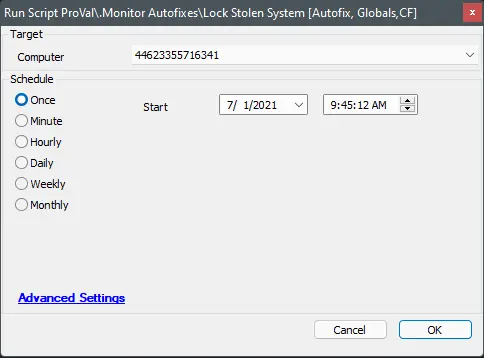 Run Script ProVal\.Monitor Autofixes\Lock Stolen System [Autofix, Globals,CF]
x
Target
Computer 44623355716341
Schedule
Once Start 7/ 1/2021 9:45:12 AM
Minute
Hourly
Daily
Weekly
Monthly
Advanced Settings
Cancel OK